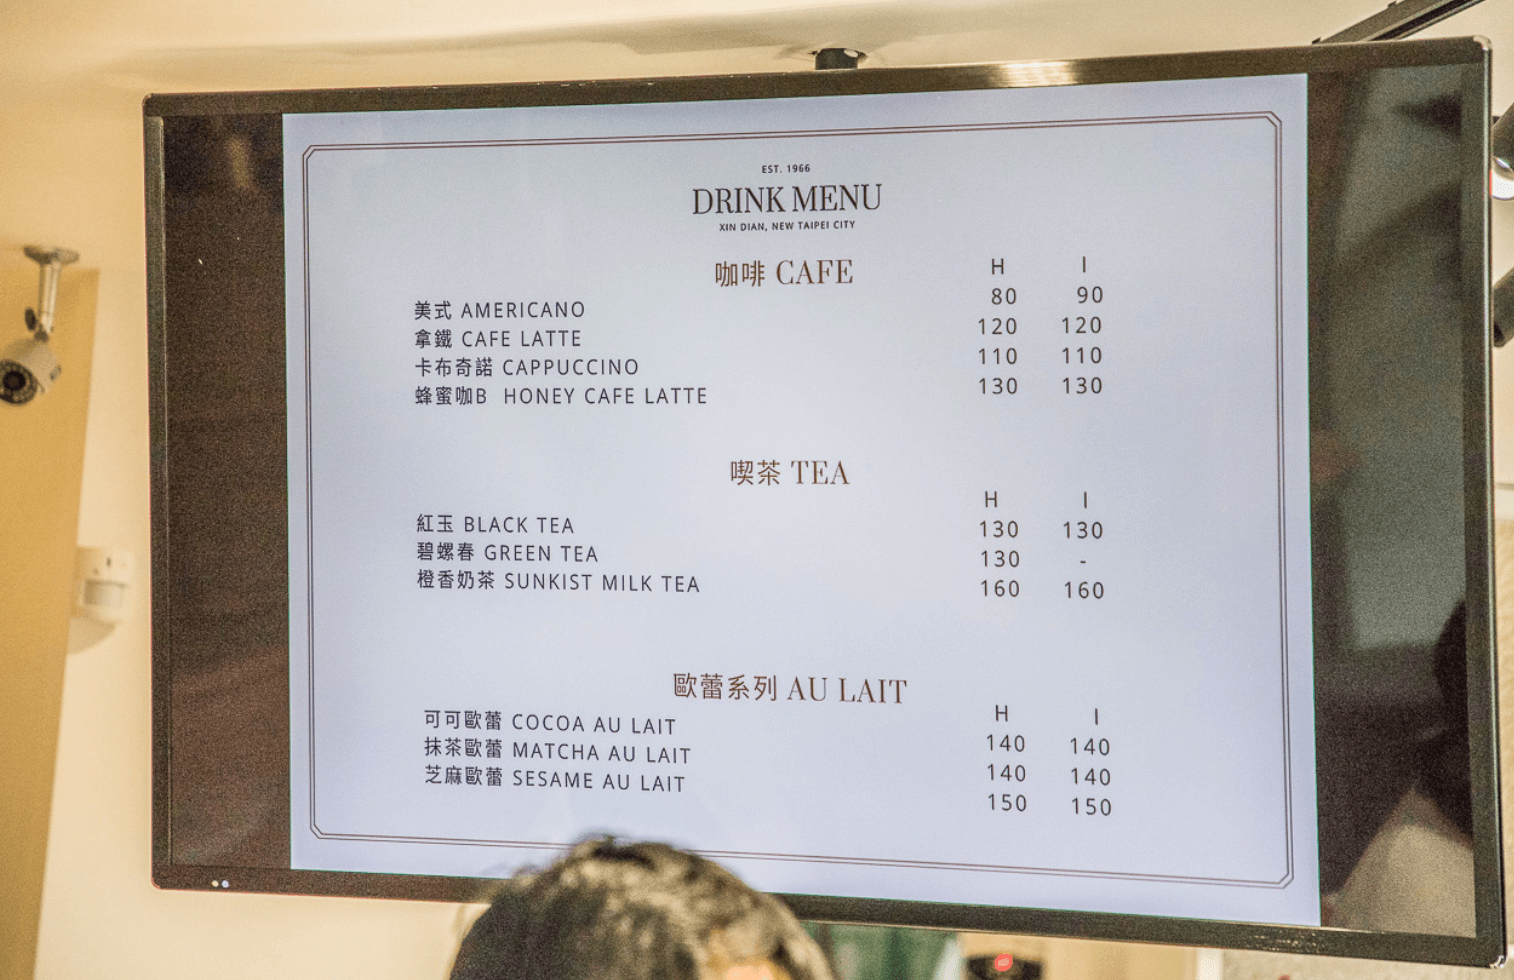 EST. 1966
DRINK MENU
XIN DIAN, NEW TAIPEI CITY
咖啡 CAFE H I
美式 AMERICANO 80 90
拿鐵 CAFE LATTE 120 120
卡布奇諾 CAPPUCCINO 110 110
蜂蜜咖B HONEY CAFE LATTE 130 130
喫茶 TEA
H I
紅玉 BLACK TEA 130 130
碧螺春 GREEN TEA 130 -
橙香奶茶 SUNKIST MILK TEA 160 160
歐蕾系列 AU LAIT
H I
可可歐蕾 COCOA AU LAIT 140 140
抹茶歐蕾 MATCHA AU LAIT 140 140
芝麻歐蕾 SESAME AU LAIT 150 150